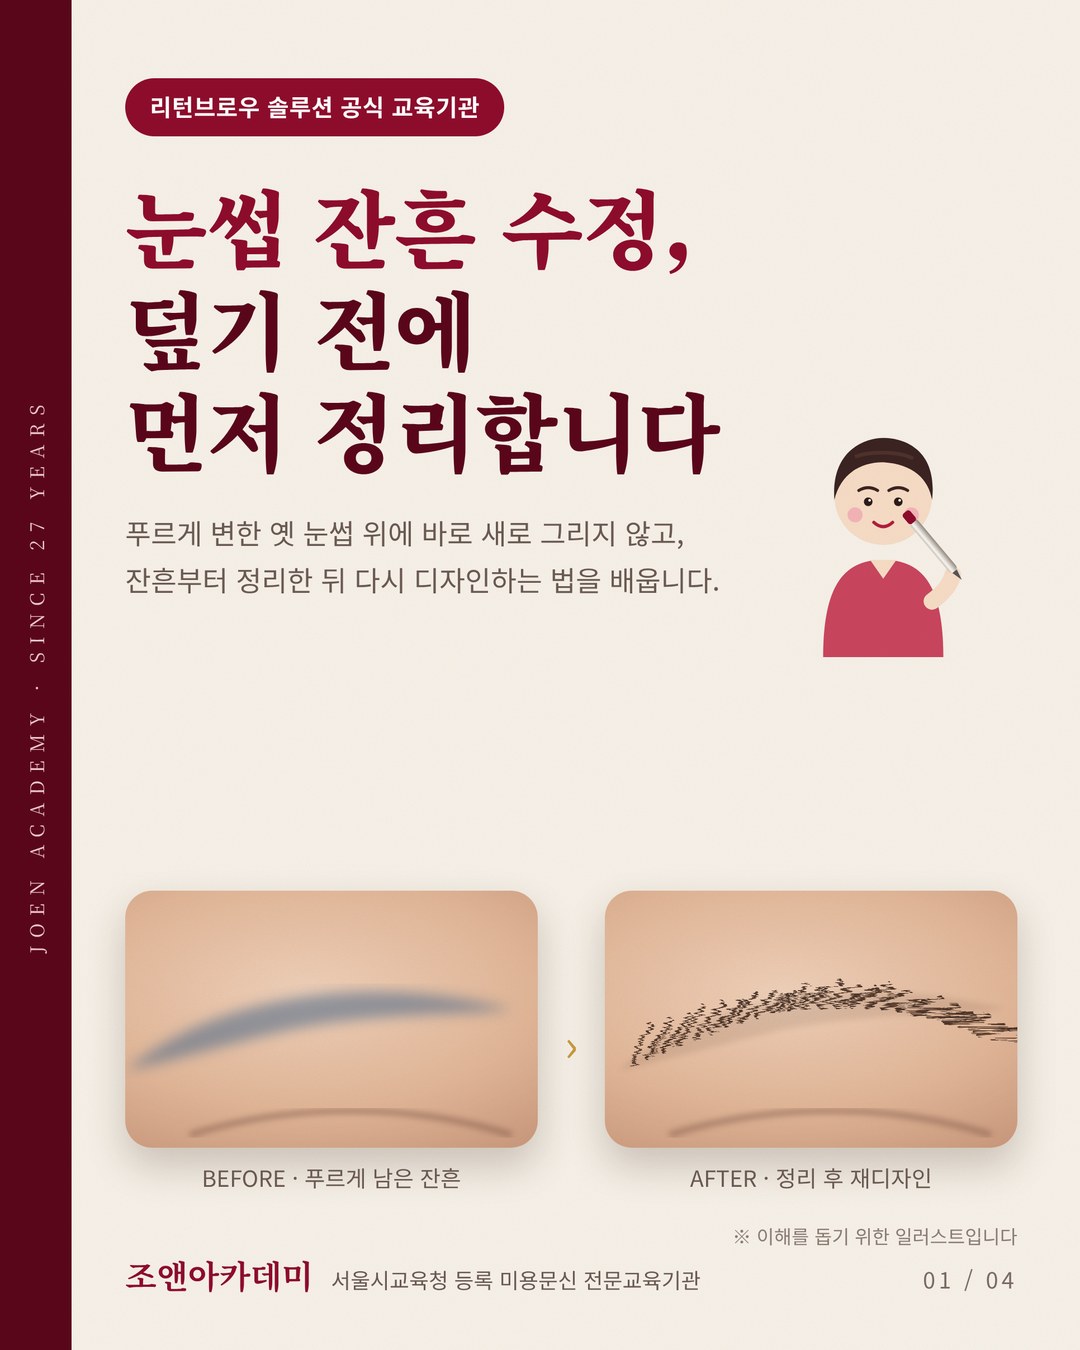 리턴브로우 솔루션 공식 교육기관
눈썹 잔흔 수정,
덮기 전에
먼저 정리합니다
푸르게 변한 옛 눈썹 위에 바로 새로 그리지 않고,
잔흔부터 정리한 뒤 다시 디자인하는 법을 배웁니다.
JOEN ACADEMY · SINCE 27 YEARS
›
BEFORE · 푸르게 남은 잔흔
AFTER · 정리 후 재디자인
※ 이해를 돕기 위한 일러스트입니다
조앤아카데미 서울시교육청 등록 미용문신 전문교육기관
01 / 04